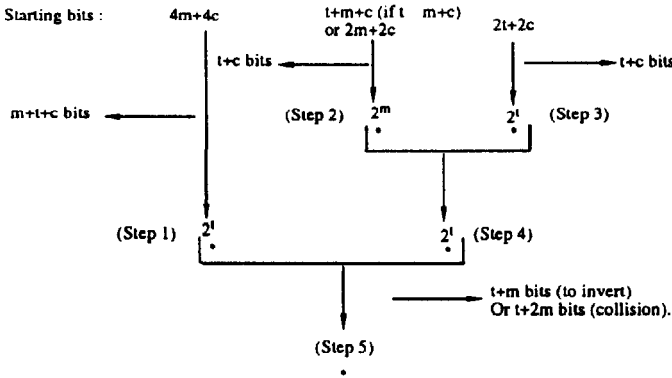 Starting bits : 4m+4c t+m+c (if t m+c) 2t+2c
or 2m+2c
t+c bits t+c bits
m+t+c bits
(Step 2) 2^m 2^t (Step 3)
(Step 1) 2^t 2^t (Step 4)
t+m bits (to invert)
Or t+2m bits (collision).
(Step 5)